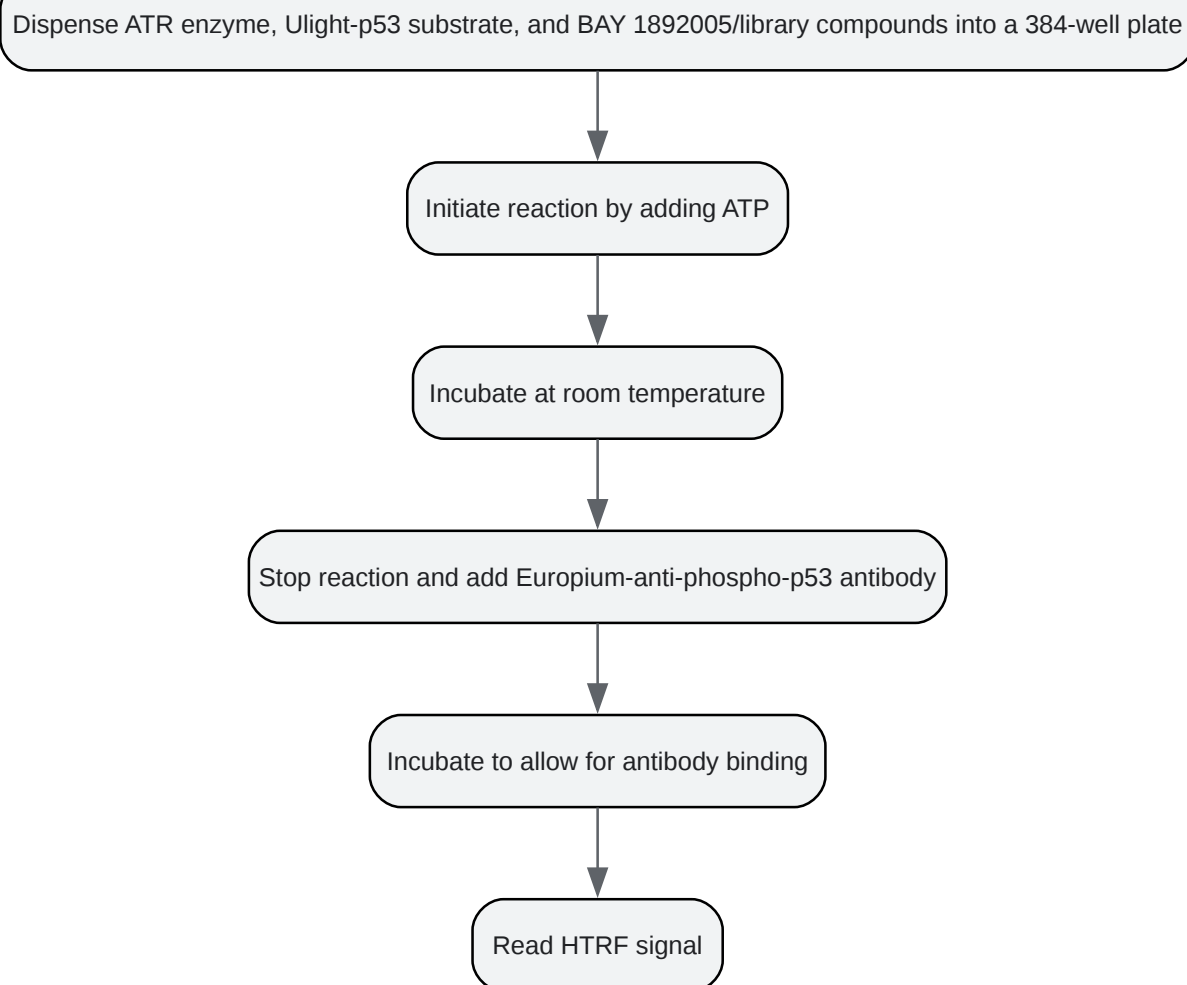 Dispense ATR enzyme, Ulight-p53 substrate, and BAY 1892005/library compounds into a 384-well plate
Initiate reaction by adding ATP
Incubate at room temperature
Stop reaction and add Europium-anti-phospho-p53 antibody
Incubate to allow for antibody binding
Read HTRF signal